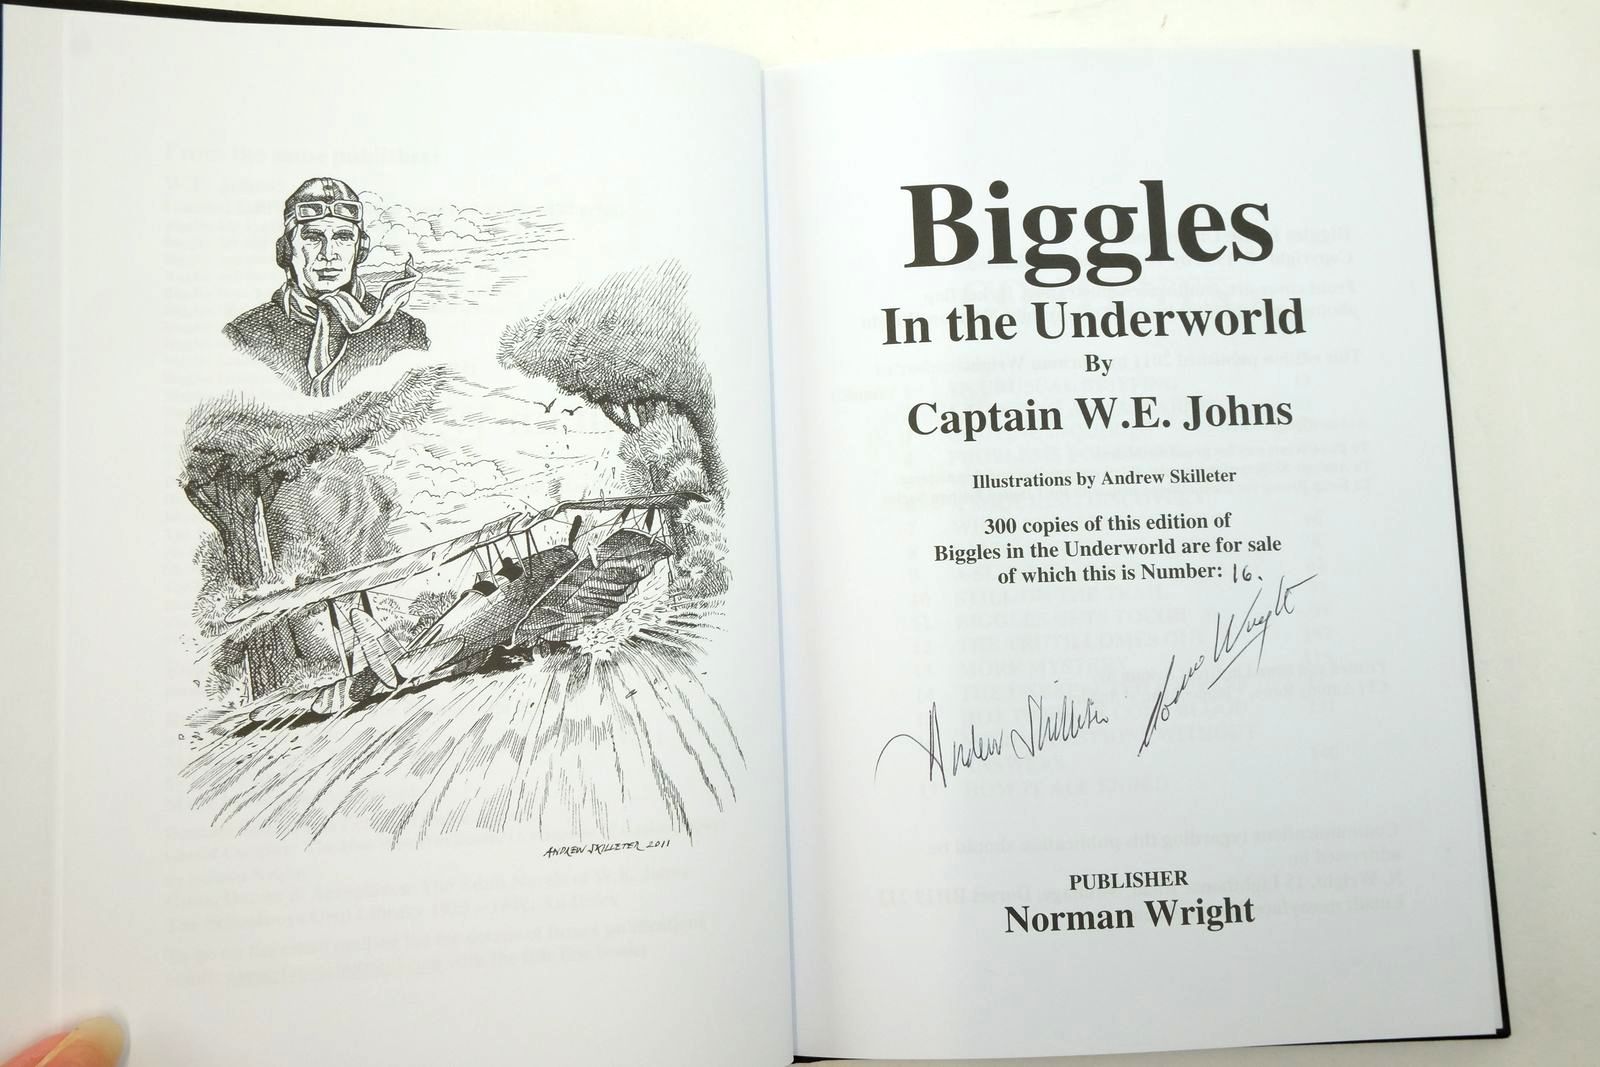 ANDREW SKILLETER 2011
Biggles
In the Underworld
By
Captain W.E. Johns
Illustrations by Andrew Skilleter
300 copies of this edition of
Biggles in the Underworld are for sale
of which this is Number: 16.
Andrew Skilleter
Norman Wright
PUBLISHER
Norman Wright